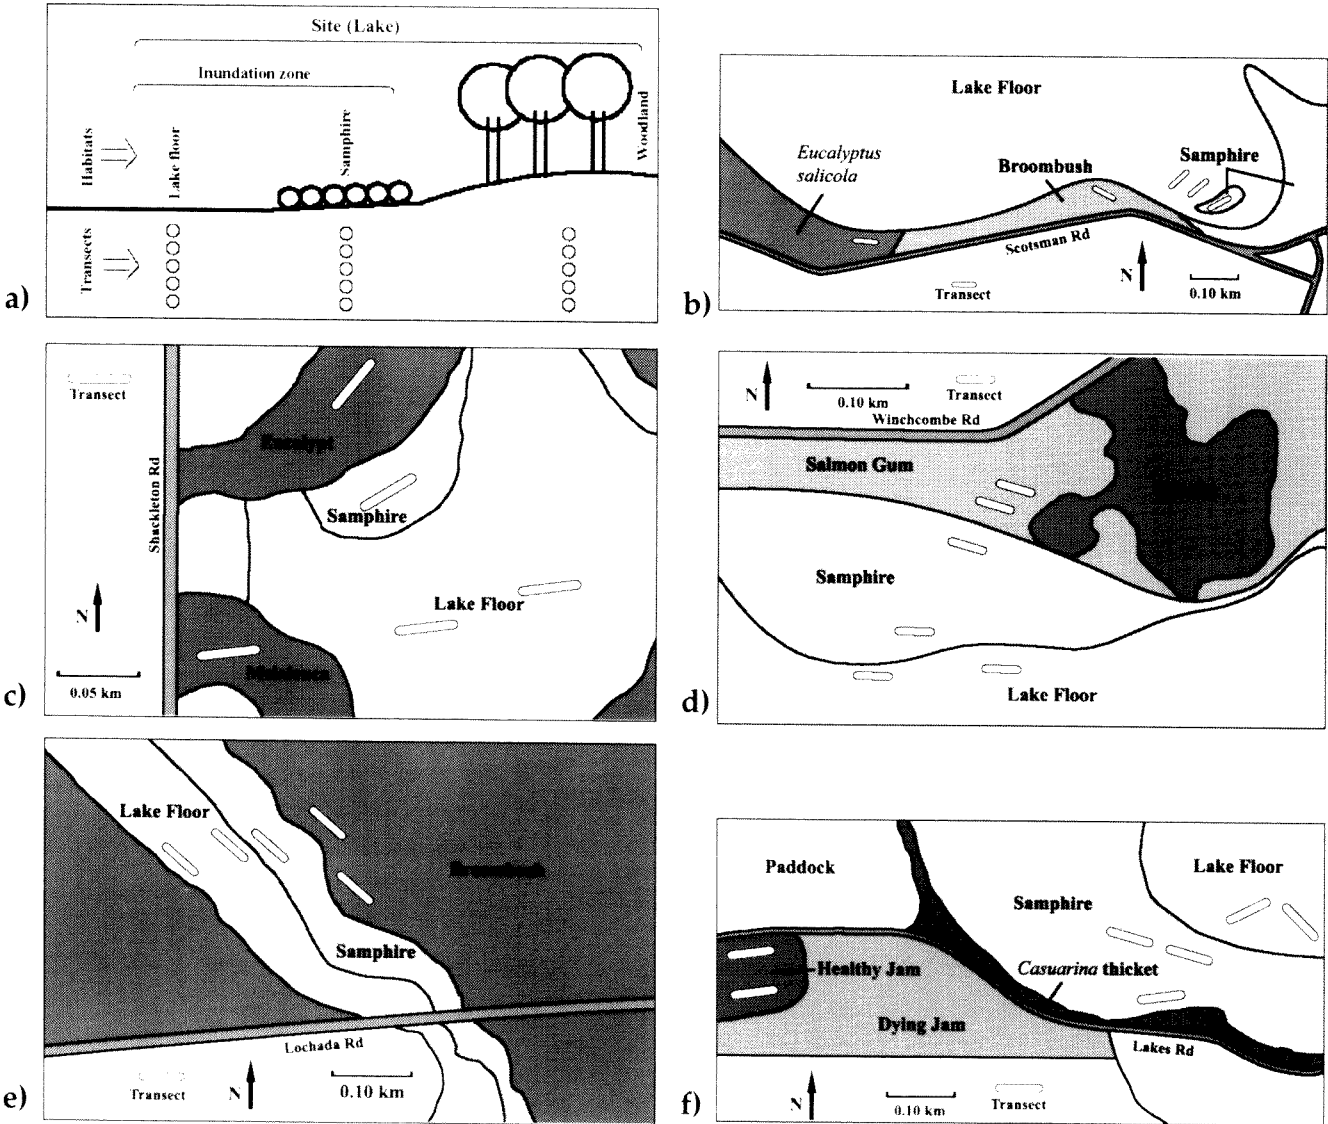 a)
Site (Lake)
Inundation zone
Habitats
Lake floor
Samphire
Woodland
Transects
b)
Lake Floor
Eucalyptus
salicola
Broombush
Samphire
Scotsman Rd
Transect
N
0.10 km
c)
Transect
Shackleton Rd
Eucalypt
Samphire
Lake Floor
N
Melaleuca
0.05 km
d)
N
0.10 km
Transect
Winchcombe Rd
Salmon Gum
Samphire
Lake Floor
e)
Lake Floor
Broombush
Samphire
Lochada Rd
Transect
N
0.10 km
f)
Paddock
Lake Floor
Samphire
Healthy Jam
Casuarina thicket
Dying Jam
Lakes Rd
N
0.10 km
Transect